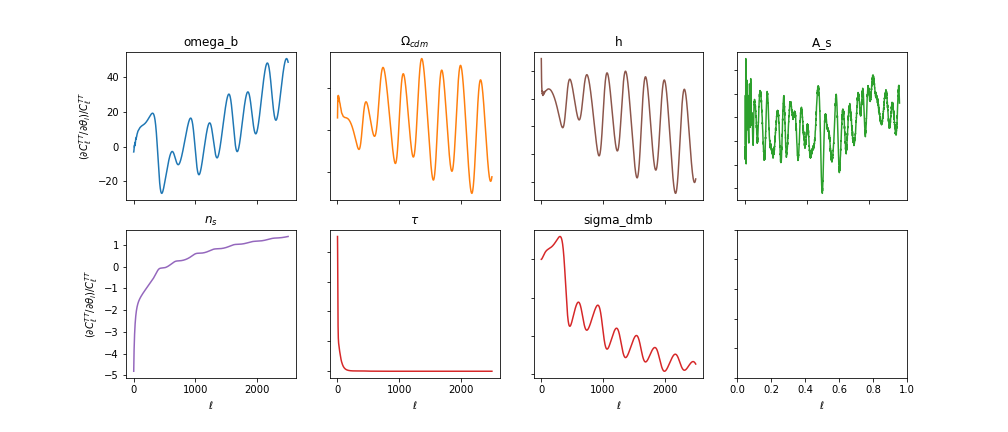 omega_b
Ω_cdm
h
A_s
(∂C_ℓ^TT/∂θ_i)/C_ℓ^TT
40
20
0
−20
n_s
τ
sigma_dmb
(∂C_ℓ^TT/∂θ_i)/C_ℓ^TT
1
0
−1
−2
−3
−4
−5
0 1000 2000
0 1000 2000
0 1000 2000
0.0 0.2 0.4 0.6 0.8 1.0
ℓ
ℓ
ℓ
ℓ